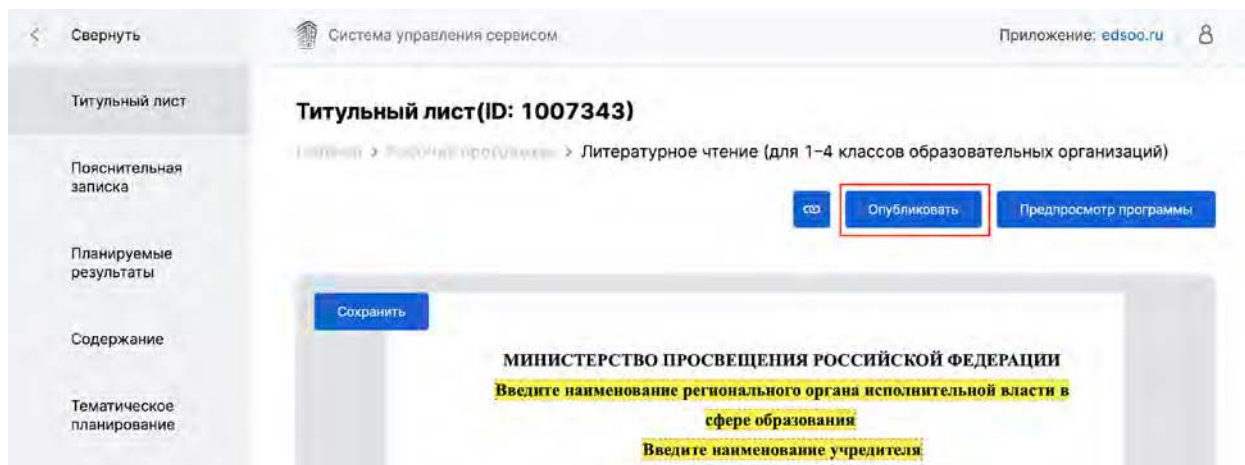 Свернуть
Система управления сервисом
Приложение: edsoo.ru
Титульный лист
Титульный лист(ID: 1007343)
> > Литературное чтение (для 1–4 классов образовательных организаций)
Пояснительная
записка
Опубликовать
Предпросмотр программы
Планируемые
результаты
Сохранить
Содержание
МИНИСТЕРСТВО ПРОСВЕЩЕНИЯ РОССИЙСКОЙ ФЕДЕРАЦИИ
Введите наименование регионального органа исполнительной власти в
сфере образования
Введите наименование учредителя
Тематическое
планирование